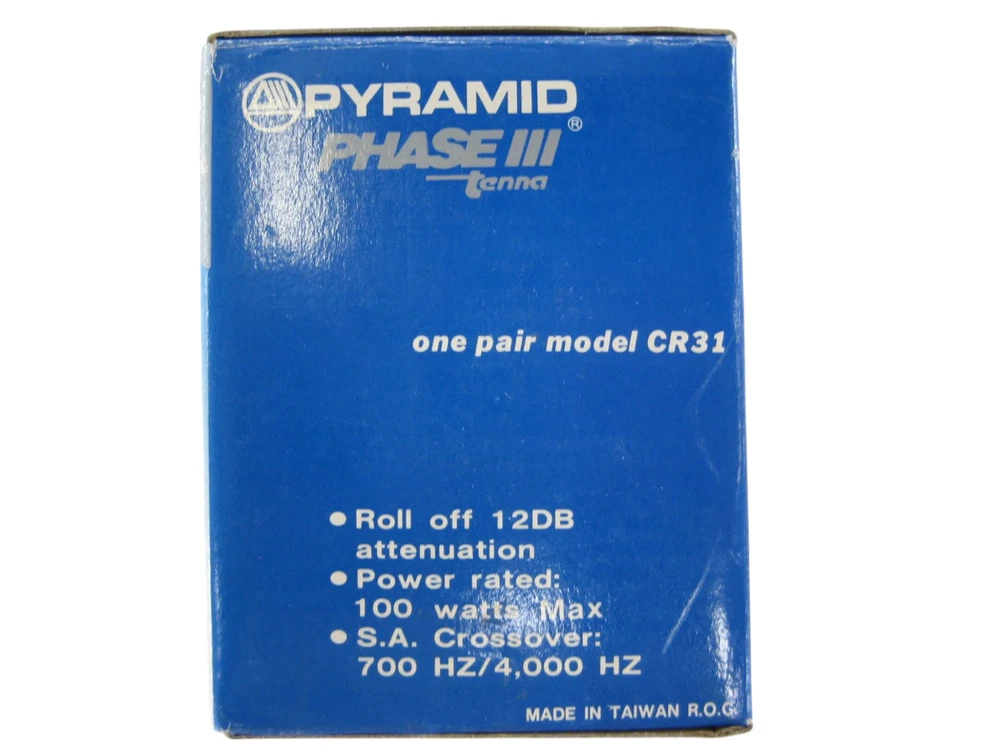 PYRAMID
PHASE III ®
tenna
one pair model CR31
● Roll off 12DB
attenuation
● Power rated:
100 watts Max
● S.A. Crossover:
700 HZ/4,000 HZ
MADE IN TAIWAN R.O.C.